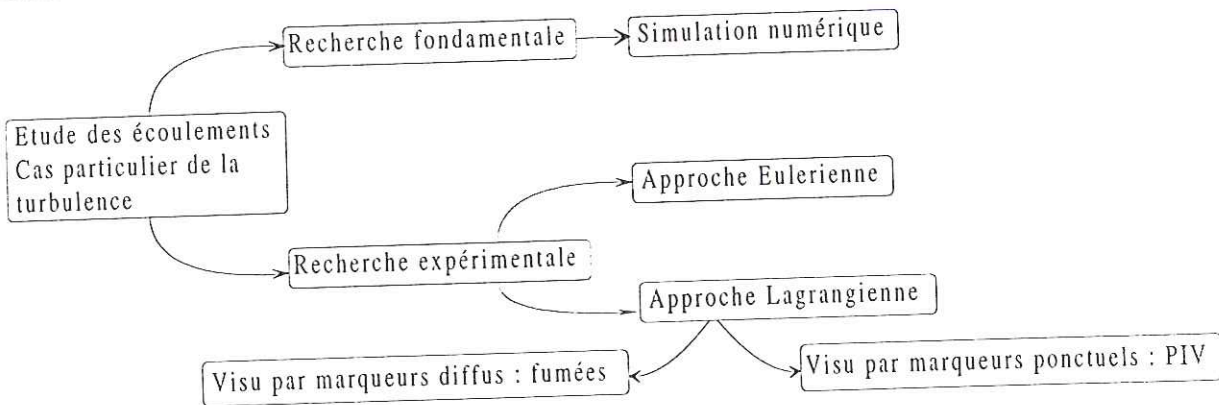 Recherche fondamentale
Simulation numérique
Etude des écoulements
Cas particulier de la
turbulence
Approche Eulerienne
Recherche expérimentale
Approche Lagrangienne
Visu par marqueurs diffus : fumées
Visu par marqueurs ponctuels : PIV